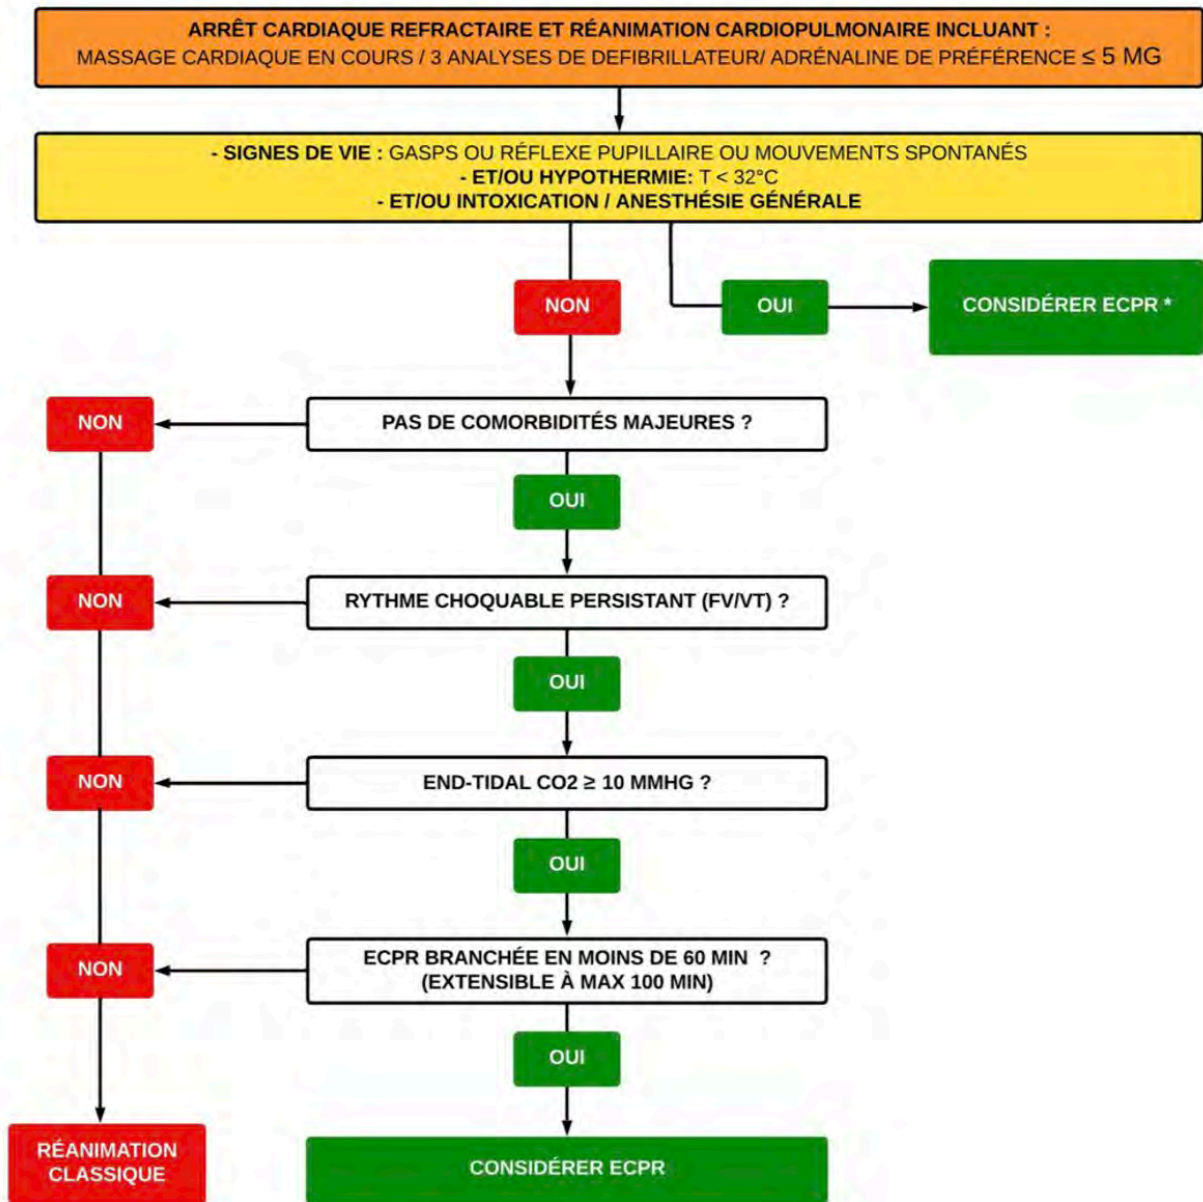 ARRÊT CARDIAQUE REFRACTAIRE ET RÉANIMATION CARDIOPULMONAIRE INCLUANT :
MASSAGE CARDIAQUE EN COURS / 3 ANALYSES DE DEFIBRILLATEUR/ ADRÉNALINE DE PRÉFÉRENCE ≤ 5 MG
- SIGNES DE VIE : GASPS OU RÉFLEXE PUPILLAIRE OU MOUVEMENTS SPONTANÉS
- ET/OU HYPOTHERMIE: T < 32°C
- ET/OU INTOXICATION / ANESTHÉSIE GÉNÉRALE
NON
OUI
CONSIDÉRER ECPR *
NON
PAS DE COMORBIDITÉS MAJEURES ?
OUI
NON
RYTHME CHOQUABLE PERSISTANT (FV/VT) ?
OUI
NON
END-TIDAL CO2 ≥ 10 MMHG ?
OUI
NON
ECPR BRANCHÉE EN MOINS DE 60 MIN ?
(EXTENSIBLE À MAX 100 MIN)
OUI
RÉANIMATION
CLASSIQUE
CONSIDÉRER ECPR